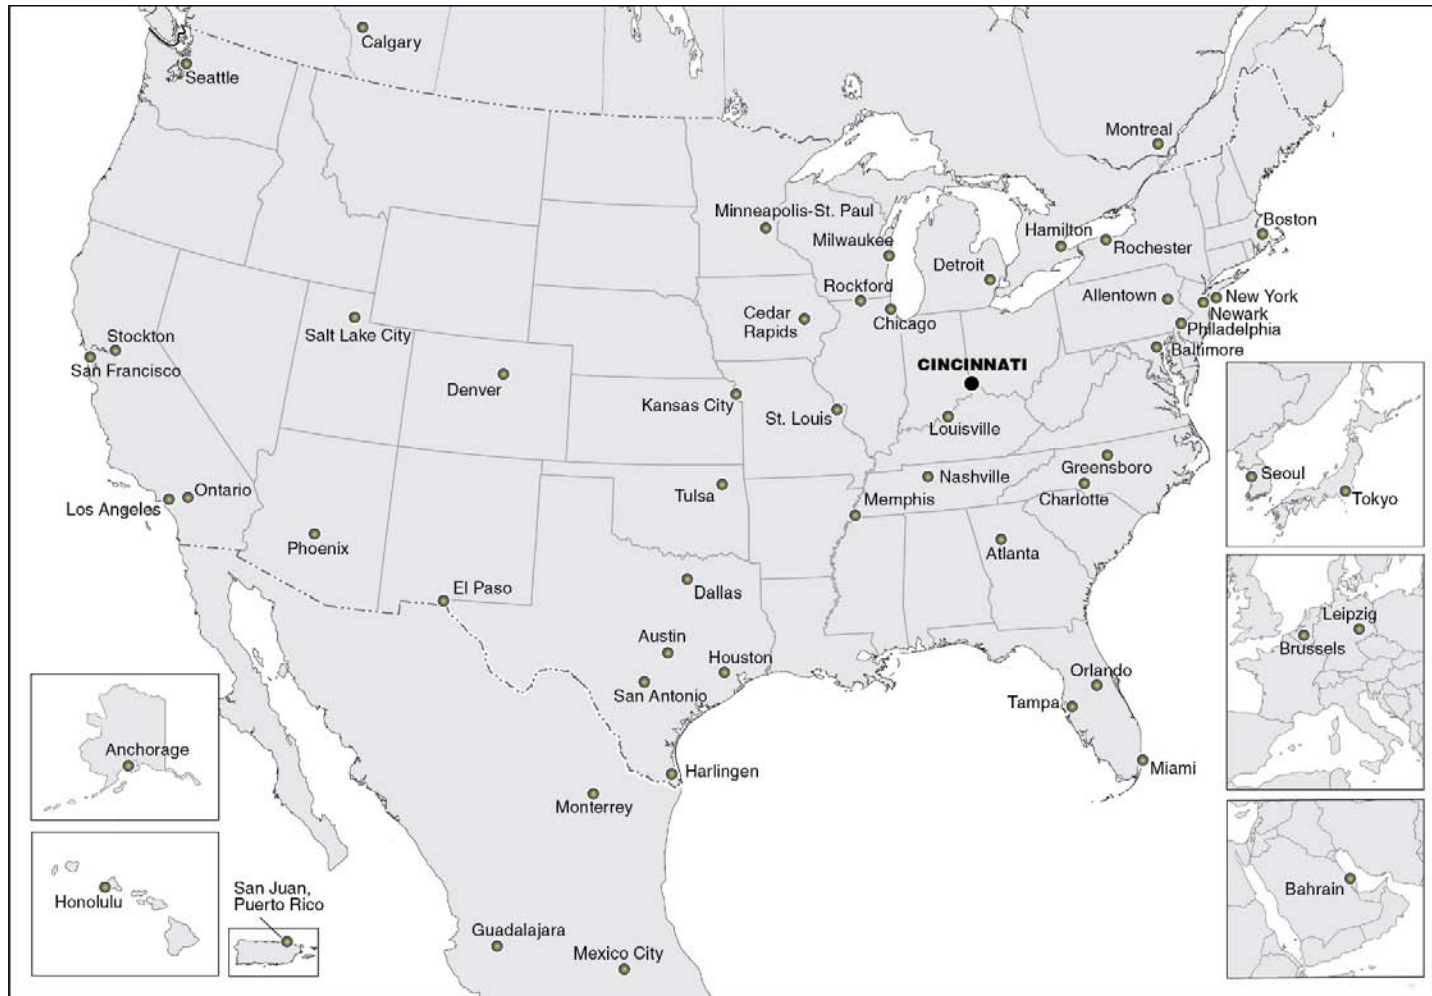 Calgary
Seattle
Montreal
Minneapolis-St. Paul
Boston
Hamilton
Milwaukee
Rochester
Detroit
Rockford
Allentown
New York
Newark
Cedar
Rapids
Chicago
Philadelphia
Stockton
Salt Lake City
Baltimore
San Francisco
CINCINNATI
Denver
Kansas City
St. Louis
Louisville
Greensboro
Seoul
Nashville
Ontario
Tulsa
Memphis
Charlotte
Tokyo
Los Angeles
Phoenix
Atlanta
El Paso
Dallas
Leipzig
Austin
Brussels
Houston
Orlando
San Antonio
Tampa
Anchorage
Miami
Harlingen
Monterrey
San Juan,
Puerto Rico
Bahrain
Honolulu
Guadalajara
Mexico City